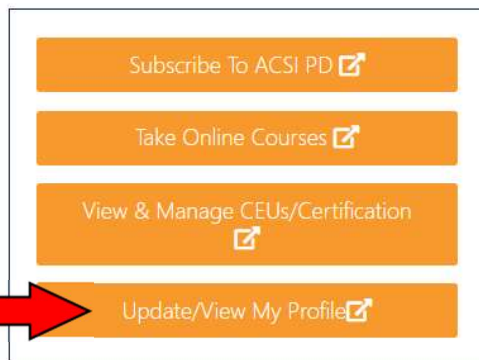 Subscribe To ACSI PD
Take Online Courses
View & Manage CEUs/Certification
Update/View My Profile